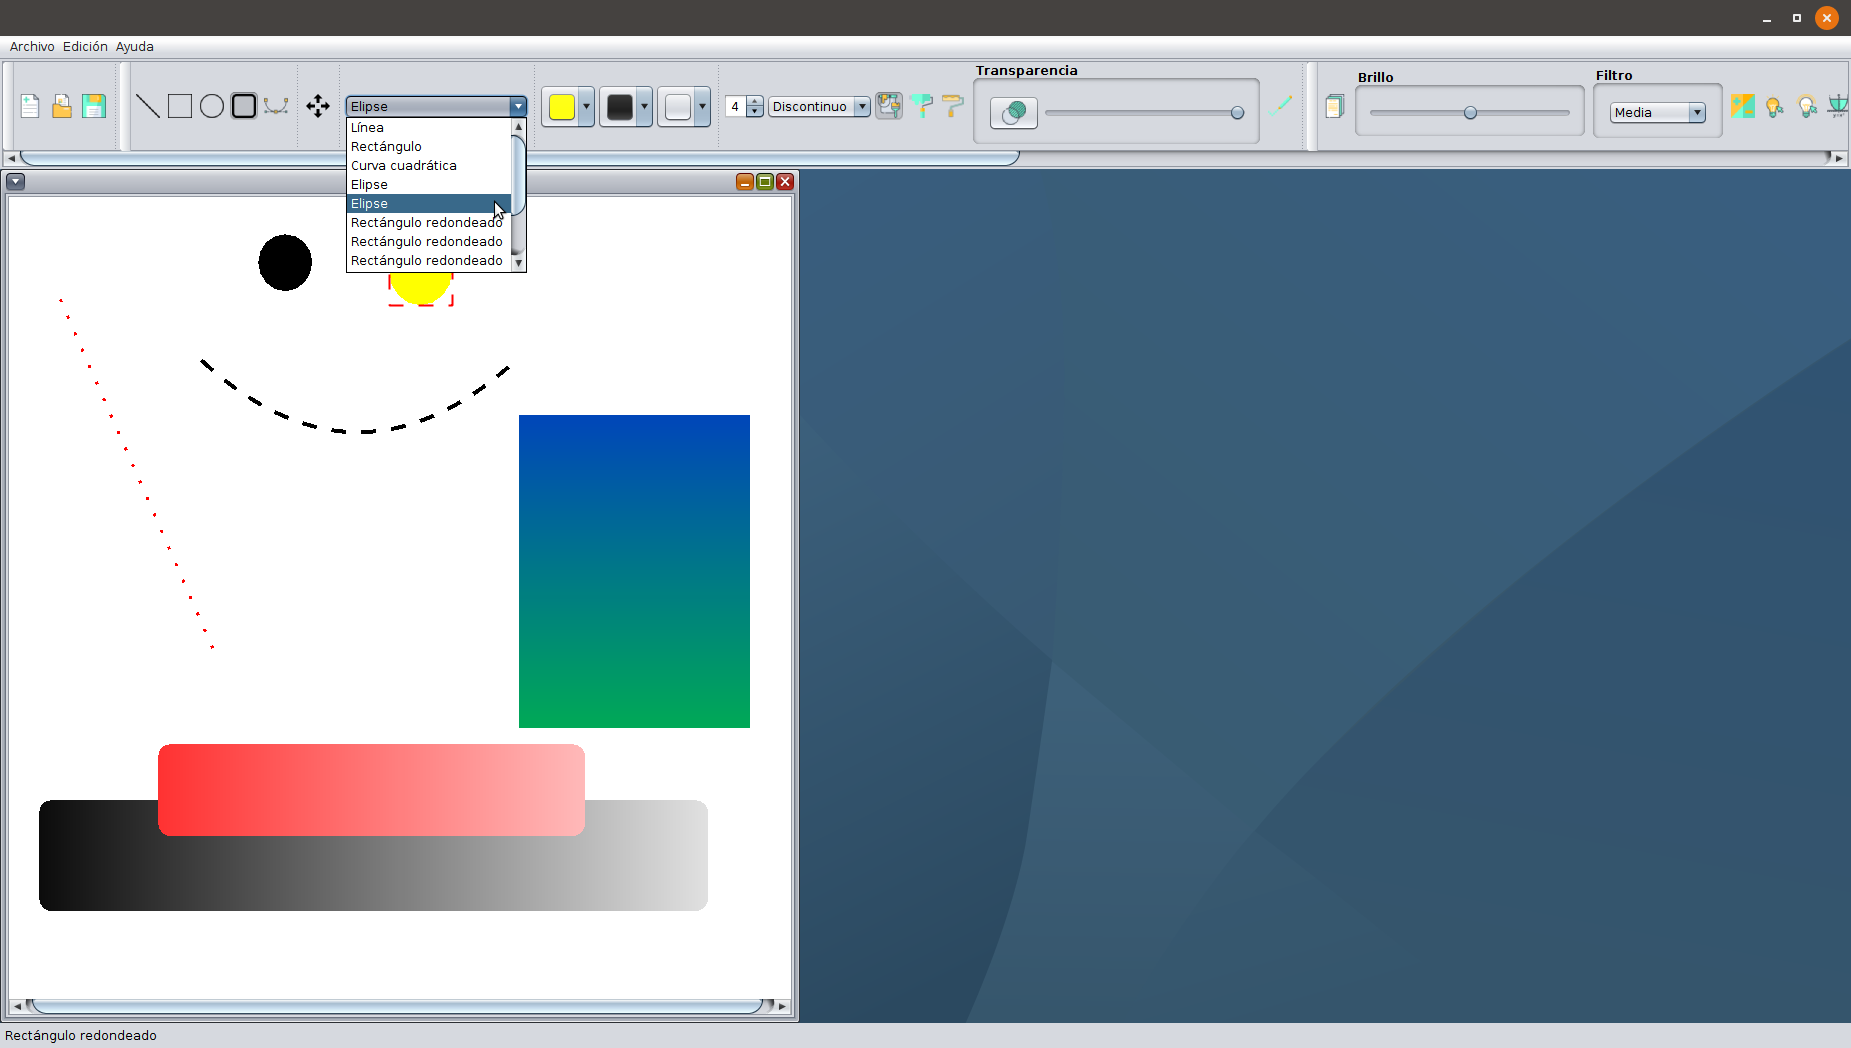 Archivo Edición Ayuda
Transparencia
Brillo
Filtro
Elipse
4
Discontinuo
Media
Línea
Rectángulo
Curva cuadrática
Elipse
Elipse
Rectángulo redondeado
Rectángulo redondeado
Rectángulo redondeado
Rectángulo redondeado